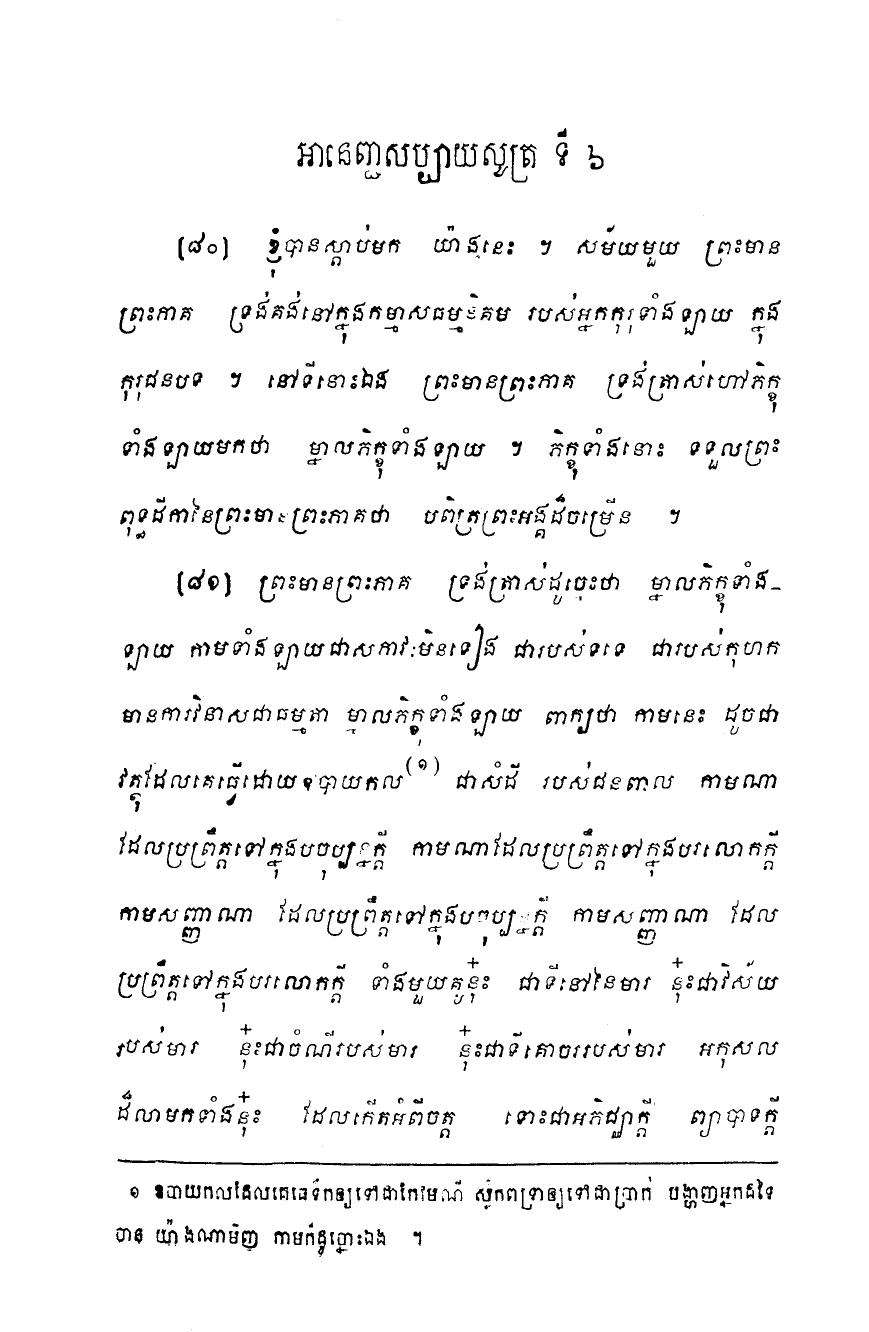 អានេញ្ជសប្បាយសូត្រ ទី ៦
[៨០] ខ្ញុំបានស្តាប់មក យ៉ាងនេះ ។ សម័យមួយ ព្រះមាន
ព្រះភាគ ទ្រង់គង់នៅក្នុងកម្មាសធម្មនិគម របស់អ្នកកុរុទាំងឡាយ ក្នុង
កុរុជនបទ ។ នៅទីនោះឯង ព្រះមានព្រះភាគ ទ្រង់ត្រាស់ហៅភិក្ខុ
ទាំងឡាយមកថា ម្នាលភិក្ខុទាំងឡាយ ។ ភិក្ខុទាំងនោះ ទទួលព្រះ
ពុទ្ធដីកានៃព្រះមានព្រះភាគថា បពិត្រព្រះអង្គដ៏ចម្រើន ។
[៨១] ព្រះមានព្រះភាគ ទ្រង់ត្រាស់ដូច្នេះថា ម្នាលភិក្ខុទាំង-
ឡាយ កាមទាំងឡាយជាសភាវៈមិនទៀង ជារបស់ទទេ ជារបស់កុហក
មានការវិនាសជាធម្មតា ម្នាលភិក្ខុទាំងឡាយ ពាក្យថា កាមនេះ ដូចជា
វត្ថុដែលគេធ្វើដោយឧបាយកល(១) ជាសំដី របស់ជនពាល កាមណា
ដែលប្រព្រឹត្តទៅក្នុងបច្ចុប្បន្នក្តី កាមណាដែលប្រព្រឹត្តទៅក្នុងបរលោកក្តី
កាមសញ្ញាណា ដែលប្រព្រឹត្តទៅក្នុងបច្ចុប្បន្នក្តី កាមសញ្ញាណា ដែល
ប្រព្រឹត្តទៅក្នុងបរលោកក្តី ទាំងមួយគូន៎ុះ ជាទីនៅនៃមារ ន៎ុះជាវិស័យ
របស់មារ ន៎ុះជាចំណីរបស់មារ ន៎ុះជាទីគោចររបស់មារ អកុសល
ដ៏លាមកទាំងន៎ុះ ដែលកើតអំពីចិត្ត ទោះជាអភិជ្ឈាក្តី ព្យាបាទក្តី
១ ឧបាយកលដែលគេធ្វើទឹកឲ្យទៅជាកែវមណី ស្លឹកពទ្រាឲ្យទៅជាប្រាក់ បង្ហាញអ្នកដទៃ
បាន យ៉ាងណាមិញ កាមក៏ដូច្នោះឯង ។